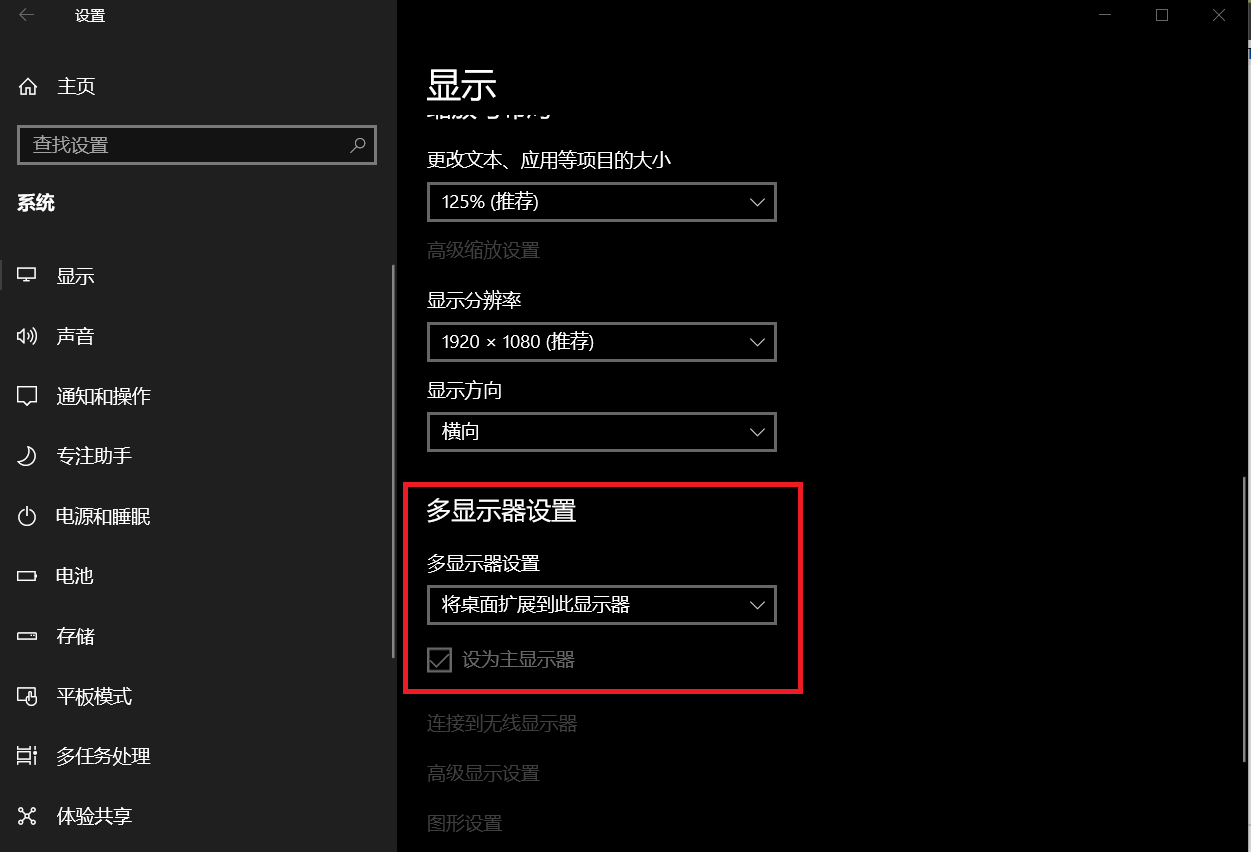 设置
主页
查找设置
系统
显示
声音
通知和操作
专注助手
电源和睡眠
电池
存储
平板模式
多任务处理
体验共享
显示
缩放与布局
更改文本、应用等项目的大小
125% (推荐)
高级缩放设置
显示分辨率
1920 × 1080 (推荐)
显示方向
横向
多显示器设置
多显示器设置
将桌面扩展到此显示器
设为主显示器
连接到无线显示器
高级显示设置
图形设置